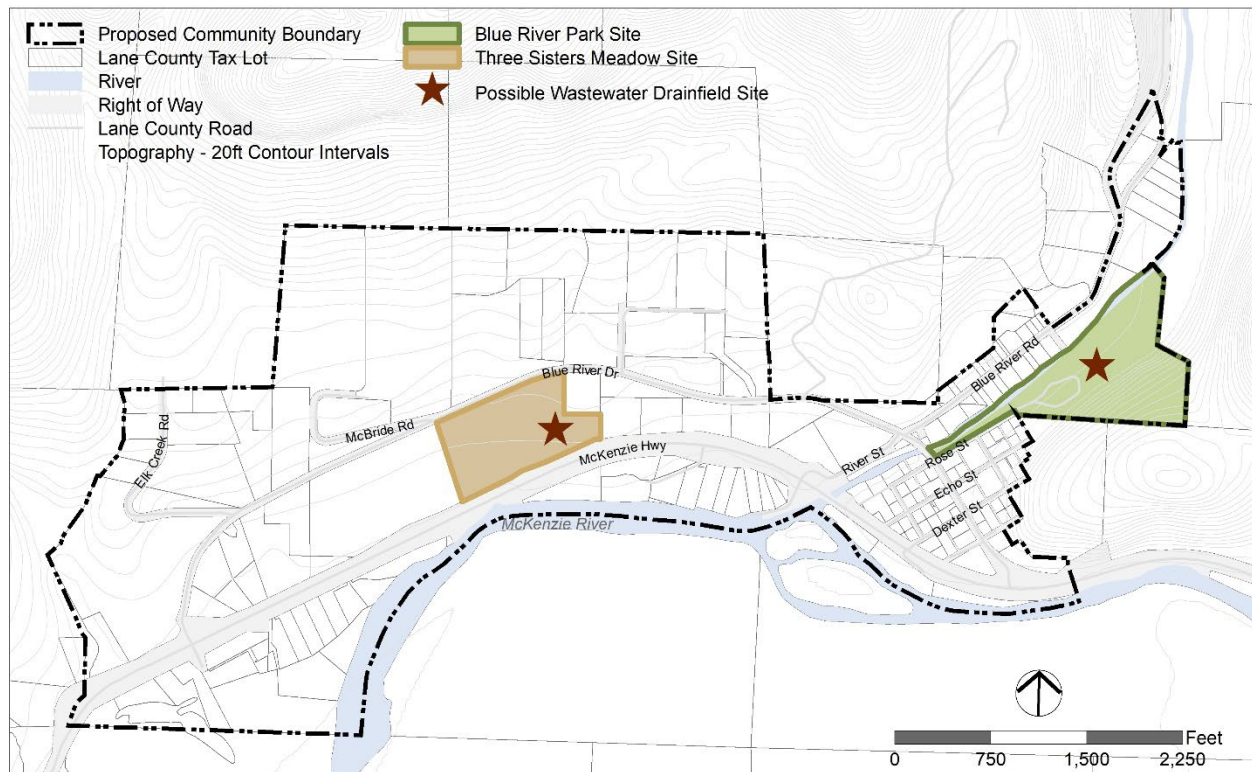 Proposed Community Boundary
Lane County Tax Lot
River
Right of Way
Lane County Road
Topography - 20ft Contour Intervals
Blue River Park Site
Three Sisters Meadow Site
Possible Wastewater Drainfield Site
Blue River Rd
Blue River Dr
McBride Rd
Elk Creek Rd
McKenzie Hwy
River St
Rose St
Echo St
Dexter St
McKenzie River
Feet
0 750 1,500 2,250